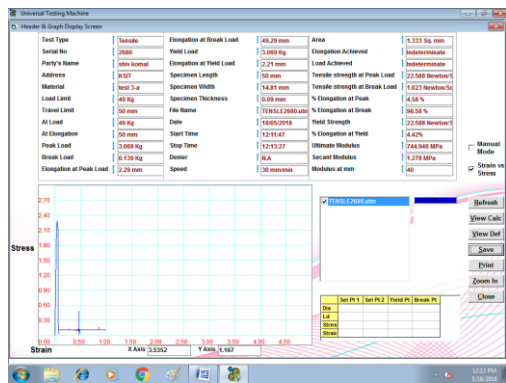 Universal Testing Machine
Header & Graph Display Screen
Test Type Tensile Elongation at Break Load 49.29 mm Area 1.333 Sq. mm
Serial No 2680 Yield Load 3.069 Kg Elongation Achieved Indeterminate
Party's Name shiv komal Elongation at Yield Load 2.21 mm Load Achieved Indeterminate
Address KSIT Specimen Length 50 mm Tensile strength at Peak Load 22.588 Newton/S
Material test 3-a Specimen Width 14.81 mm Tensile strength at Break Load 1.023 Newton/Sc
Load Limit 49 Kg Specimen Thickness 0.09 mm % Elongation at Peak 4.58 %
Travel Limit 50 mm File Name TENSLE2680.utm % Elongation at Break 98.58 %
At Load 49 Kg Date 18/05/2018 Yield Strength 22.588 Newton/S
At Elongation 50 mm Start Time 12:11:47 % Elongation at Yield 4.42%
Peak Load 3.069 Kg Stop Time 12:13:27 Ultimate Modulus 744.946 MPa
Break Load 0.139 Kg Denier N.A Secant Modulus 1.278 MPa
Elongation at Peak Load 2.29 mm Speed 30 mm/min Modulus at mm 40
Manual Mode
Strain vs Stress
2.70
2.40
2.10
1.80
1.50
1.20
0.90
0.60
0.30
Stress
0.00 0.50 1.00 1.50 2.00 2.50 3.00 3.50 4.00 4.50
Strain X Axis 3.5352 Y Axis 1.167
TENSLE2680.utm
Refresh
View Calc
View Def
Save
Print
Zoom In
Close
Sel Pt 1 Sel Pt 2 Yield Pt Break Pt
Dis
Ld
Stres
Strair
12:13 PM
5/18/2018